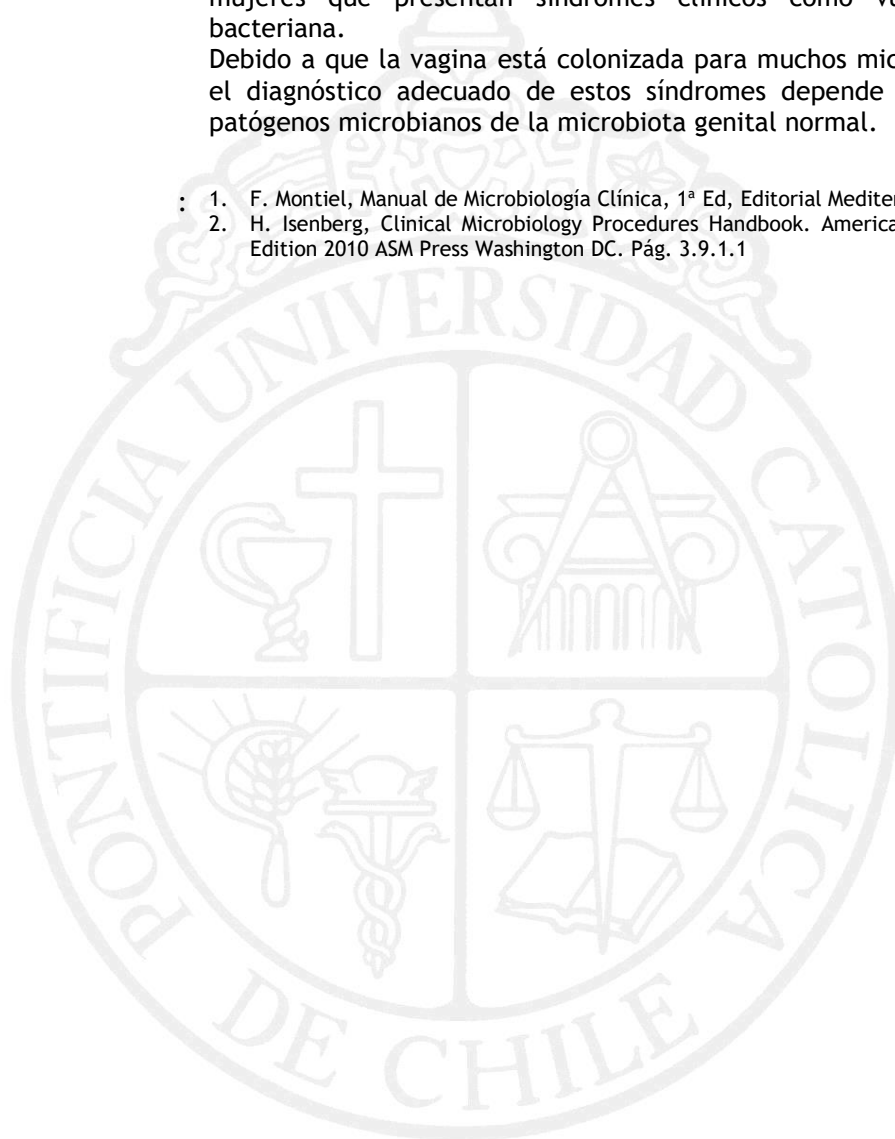 mujeres que presentan síndromes clínicos como
bacteriana.
Debido a que la vagina está colonizada para muchos
el diagnóstico adecuado de estos síndromes depende
patógenos microbianos de la microbiota genital normal.
: 1. F. Montiel, Manual de Microbiología Clínica, 1ª Ed, Editorial
2. H. Isenberg, Clinical Microbiology Procedures Handbook.
Edition 2010 ASM Press Washington DC. Pág. 3.9.1.1
PONTIFICIA UNIVERSIDAD CATOLICA
DE CHILE